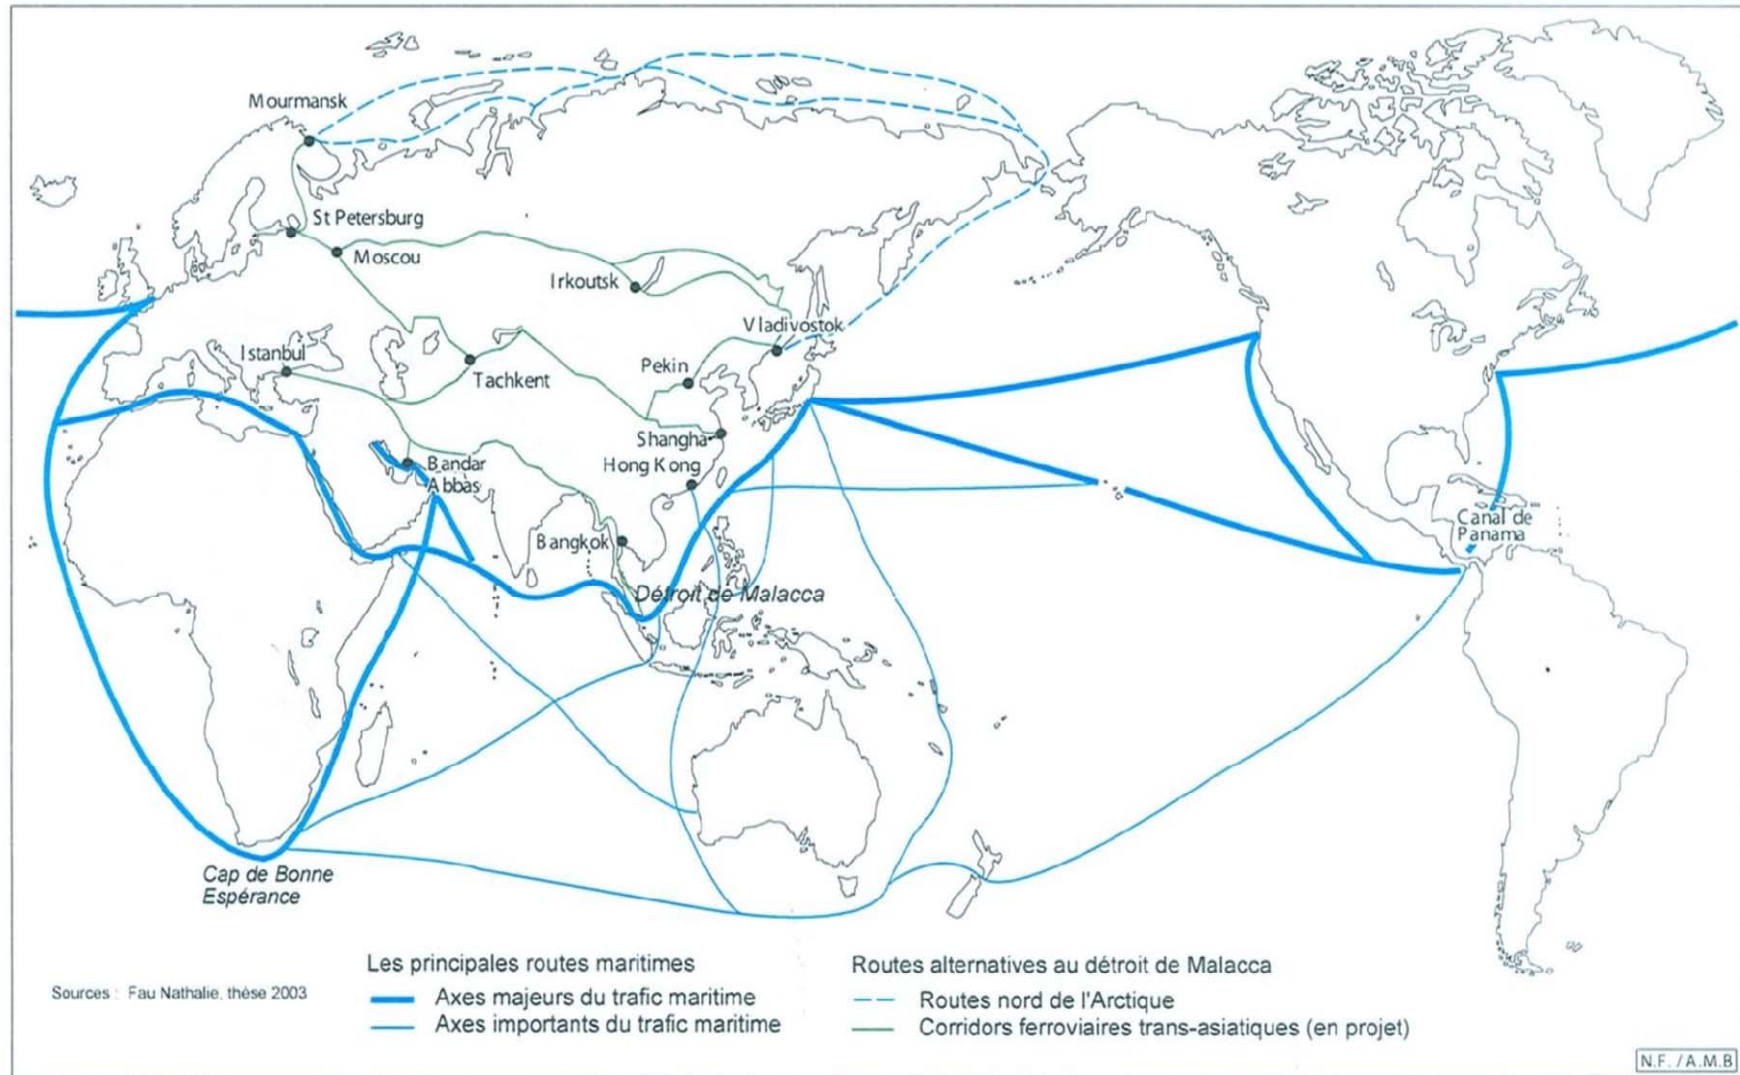 Mourmansk
St Petersburg
Moscou
Irkoutsk
Vladivostok
Istanbul
Pekin
Tachkent
Shangha
Hong Kong
Bandar
Abbas
Bangkok
Canal de
Panama
Détroit de Malacca
Cap de Bonne
Espérance
Les principales routes maritimes
Axes majeurs du trafic maritime
Axes importants du trafic maritime
Routes alternatives au détroit de Malacca
Routes nord de l'Arctique
Corridors ferroviaires trans-asiatiques (en projet)
Sources : Fau Nathalie, thèse 2003
N.F. / A.M.B